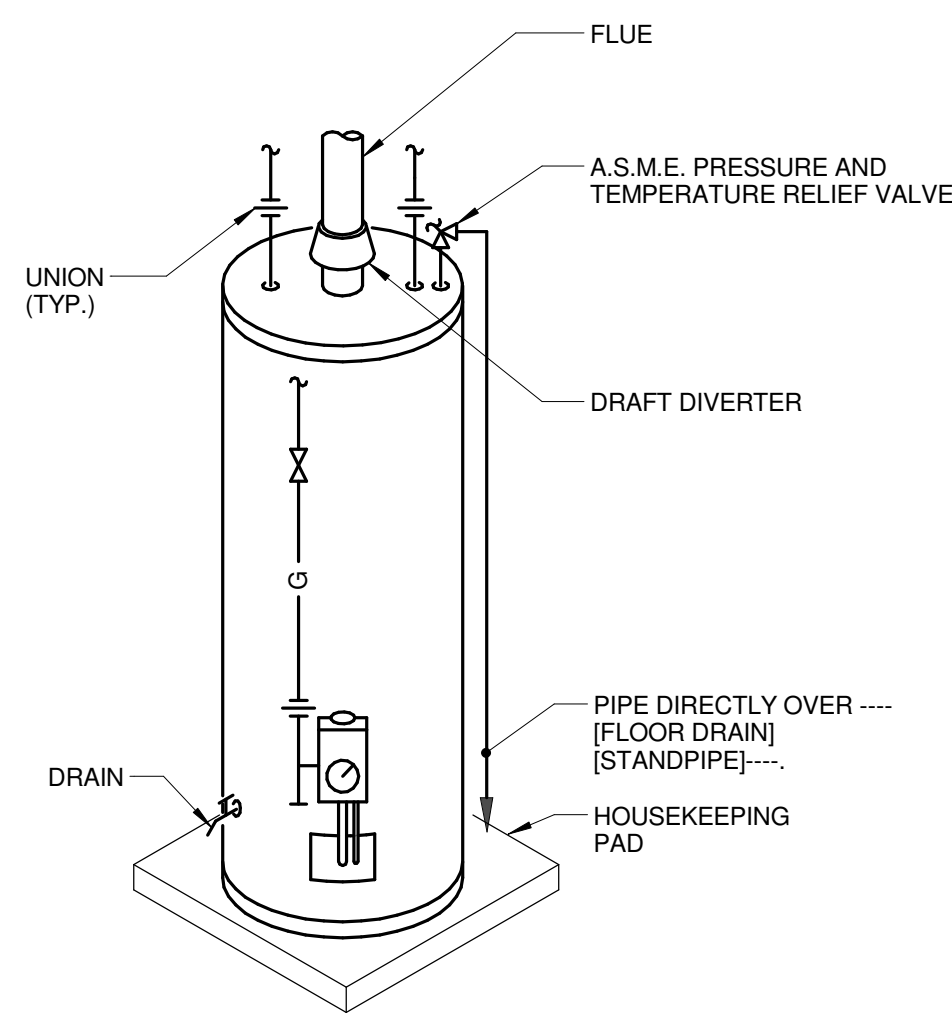 FLUE
A.S.M.E. PRESSURE AND
TEMPERATURE RELIEF VALVE
UNION
(TYP.)
DRAFT DIVERTER
G
PIPE DIRECTLY OVER ----
[FLOOR DRAIN]
[STANDPIPE]----.
DRAIN
HOUSEKEEPING
PAD